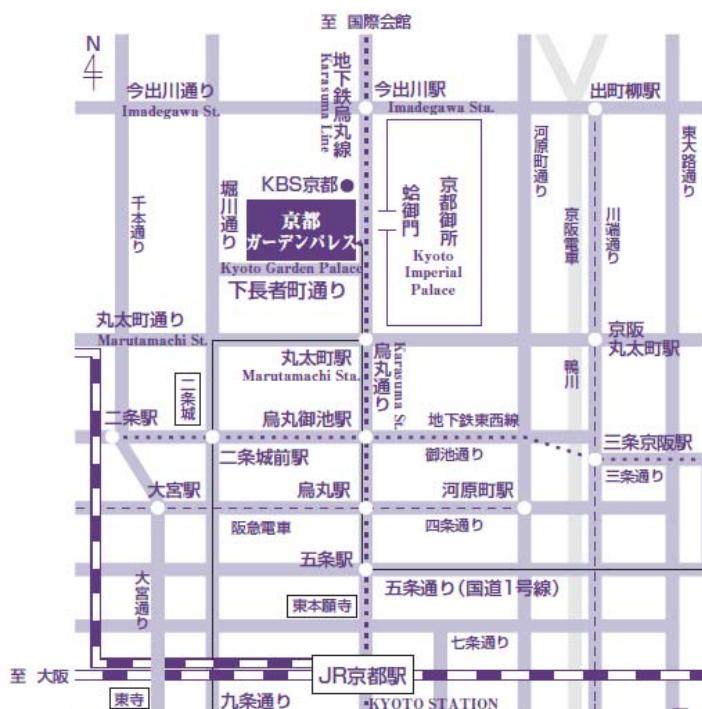 至 国際会館
N
地下鉄烏丸線
Karasuma Line
今出川通り
Imadegawa St.
今出川駅
Imadegawa Sta.
出町柳駅
千本通り
堀川通り
KBS京都
京都
ガーデンパレス
Kyoto Garden Palace
下長者町通り
蛤御門
京都御所
Kyoto
Imperial
Palace
河原町通り
京阪電車
川端通り
東大路通り
丸太町通り
Marutamachi St.
丸太町駅
Marutamachi Sta.
烏丸通り
Karasuma St.
京阪
丸太町駅
鴨川
二条城
二条駅
烏丸御池駅
地下鉄東西線
二条城前駅
御池通り
三条京阪駅
三条通り
大宮駅
烏丸駅
河原町駅
阪急電車
四条通り
五条駅
五条通り(国道1号線)
大宮通り
東本願寺
七条通り
至 大阪
JR京都駅
東寺
九条通り
KYOTO STATION